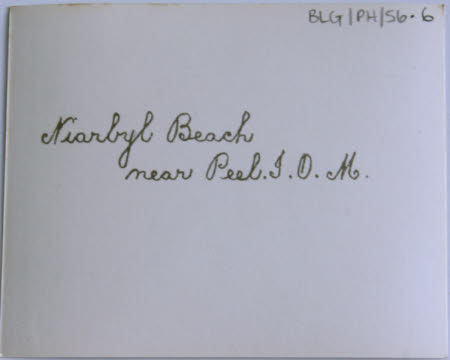 BLG/PH/56.6
Niarbyl Beach
near Peel. I. O. M.